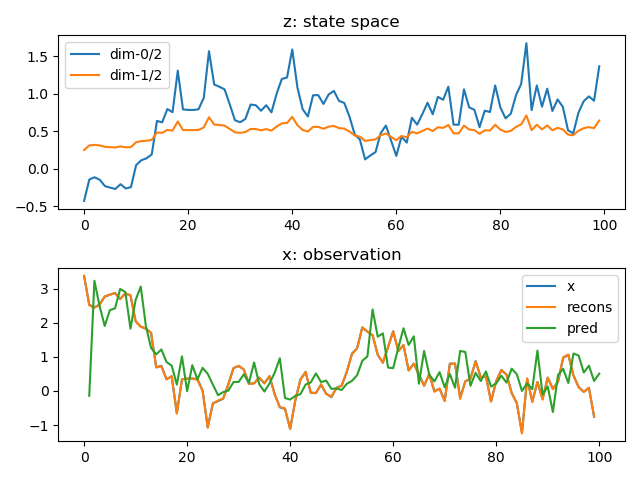 z: state space
dim-0/2
dim-1/2
1.5
1.0
0.5
0.0
−0.5
0 20 40 60 80 100
x: observation
x
recons
pred
3
2
1
0
−1
0 20 40 60 80 100